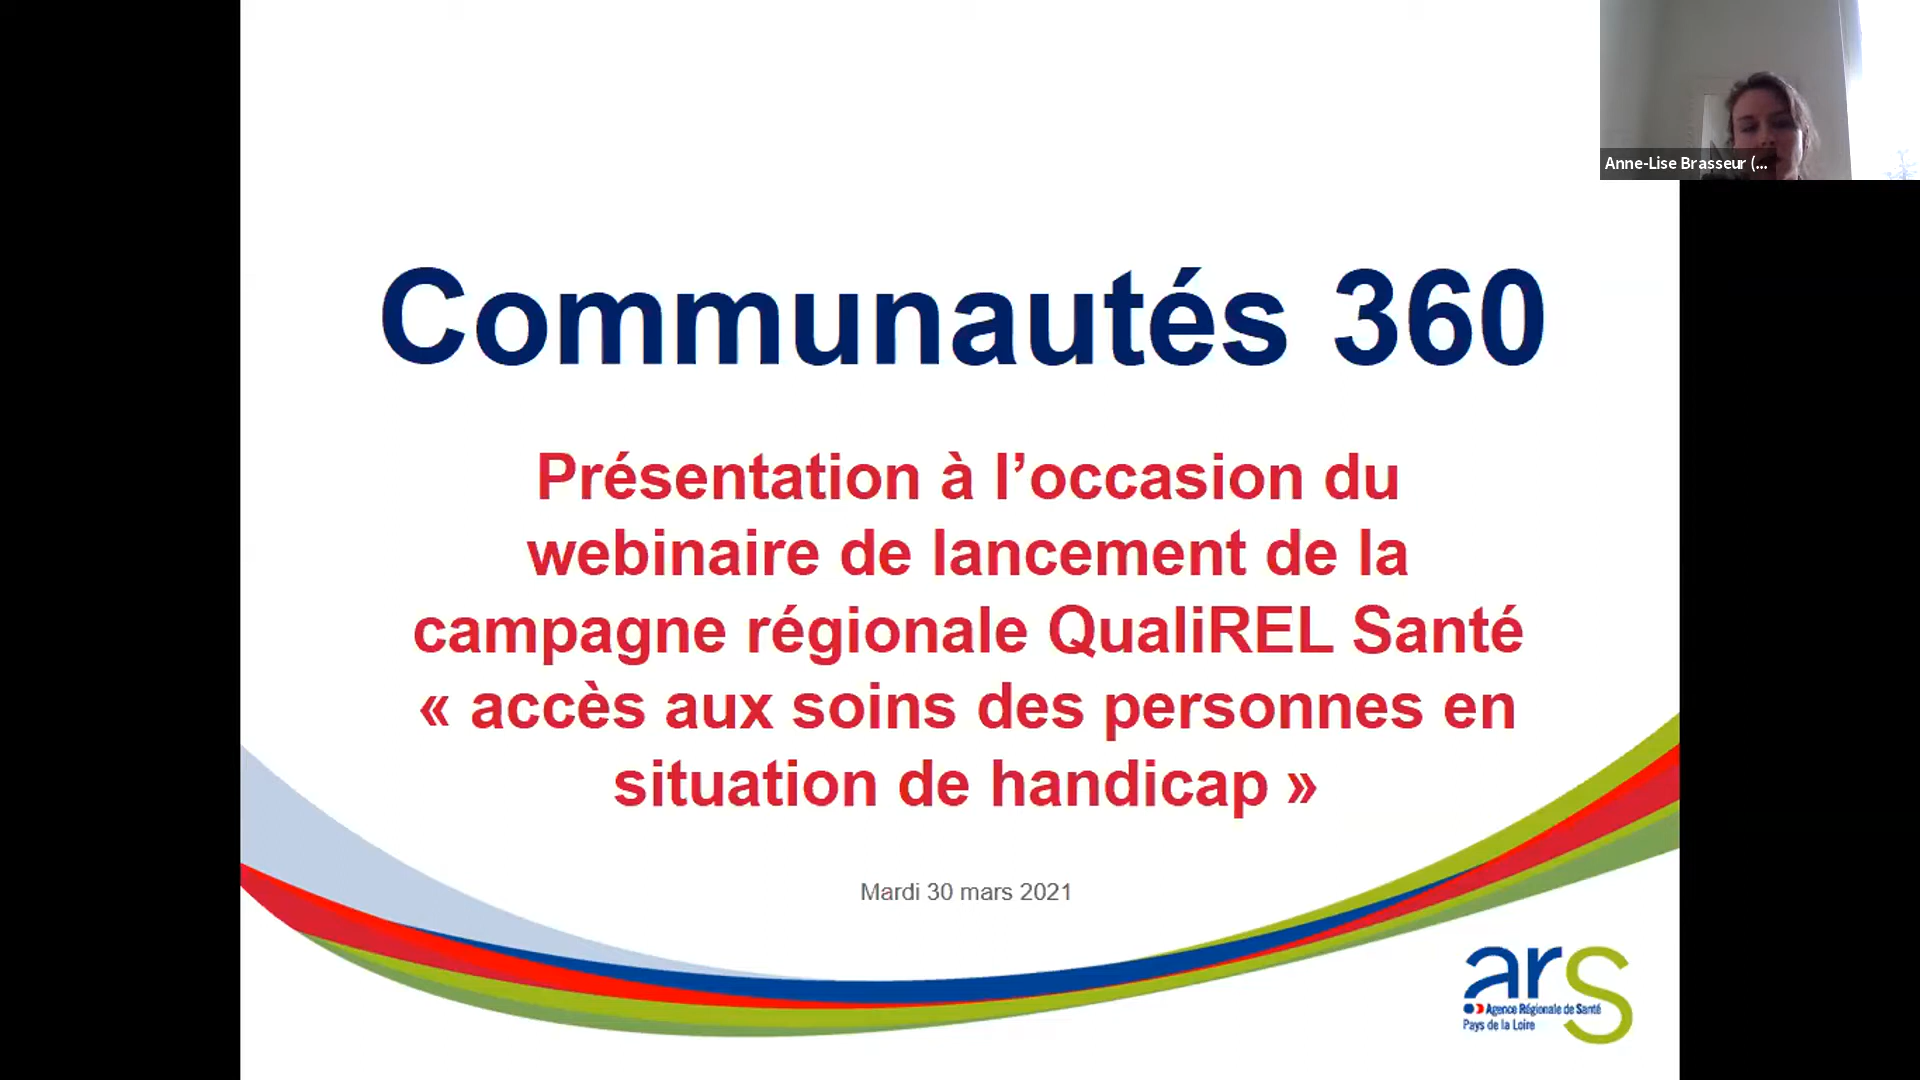 Anne-Lise Brasseur (...
Communautés 360
Présentation à l’occasion du
webinaire de lancement de la
campagne régionale QualiREL Santé
« accès aux soins des personnes en
situation de handicap »
Mardi 30 mars 2021
ars
Agence Régionale de Santé
Pays de la Loire